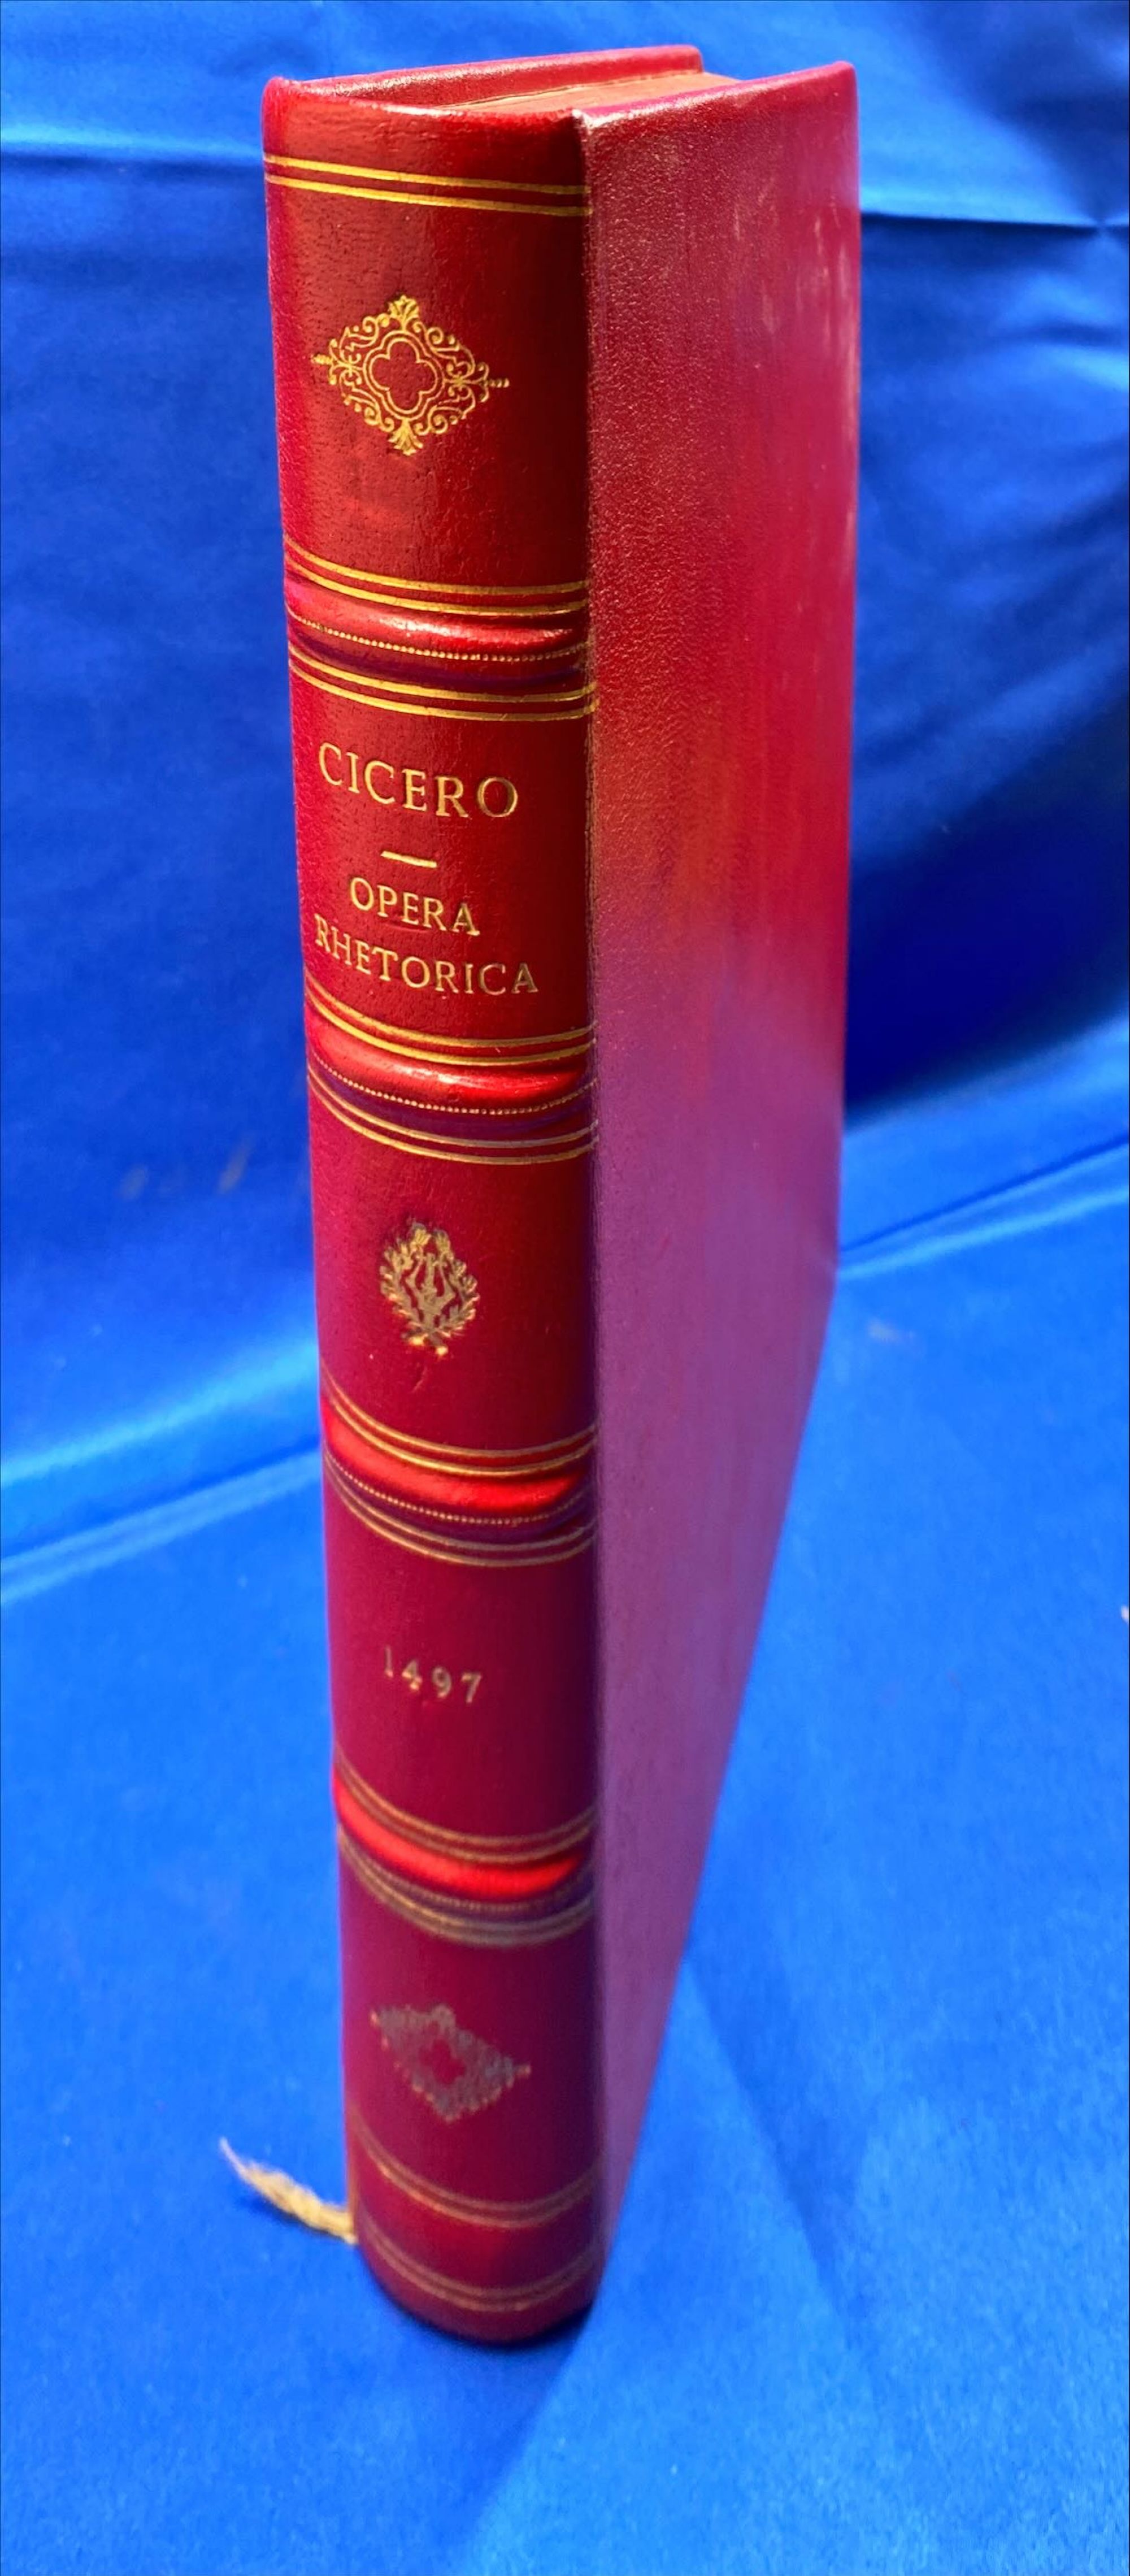 CICERO
OPERA
RHETORICA
1497